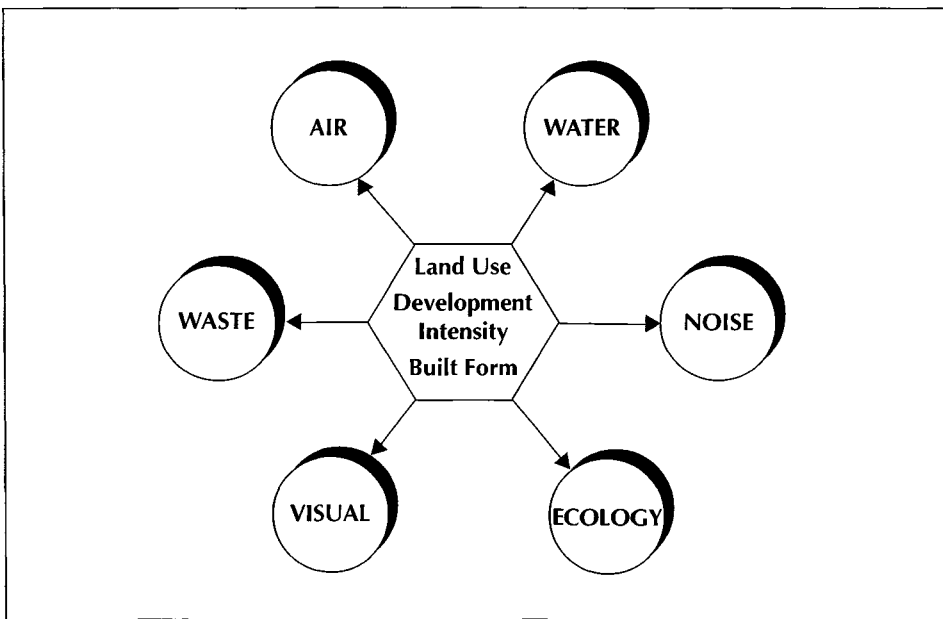 AIR
WATER
Land Use
Development
Intensity
Built Form
WASTE
NOISE
VISUAL
ECOLOGY